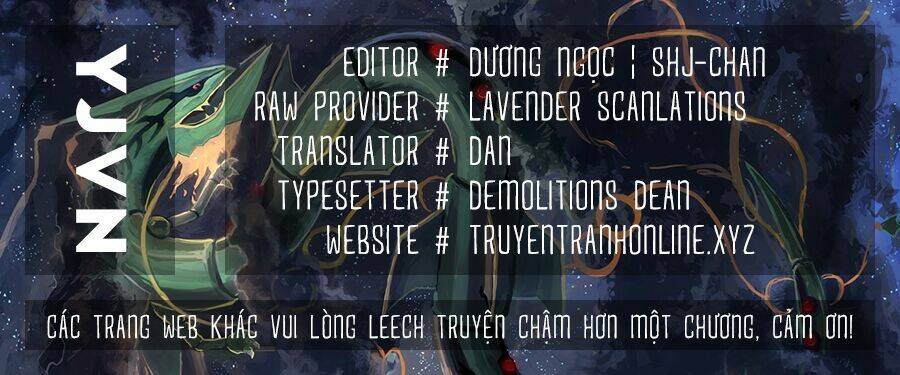 YJVN
EDITOR # DƯƠNG NGỌC ¦ SHJ-CHAN
RAW PROVIDER # LAVENDER SCANLATIONS
TRANSLATOR # DAN
TYPESETTER # DEMOLITIONS DEAN
WEBSITE # TRUYENTRANHONLINE.XYZ
CÁC TRANG WEB KHÁC VUI LÒNG LEECH TRUYỆN CHẬM HƠN MỘT CHƯƠNG, CẢM ƠN!